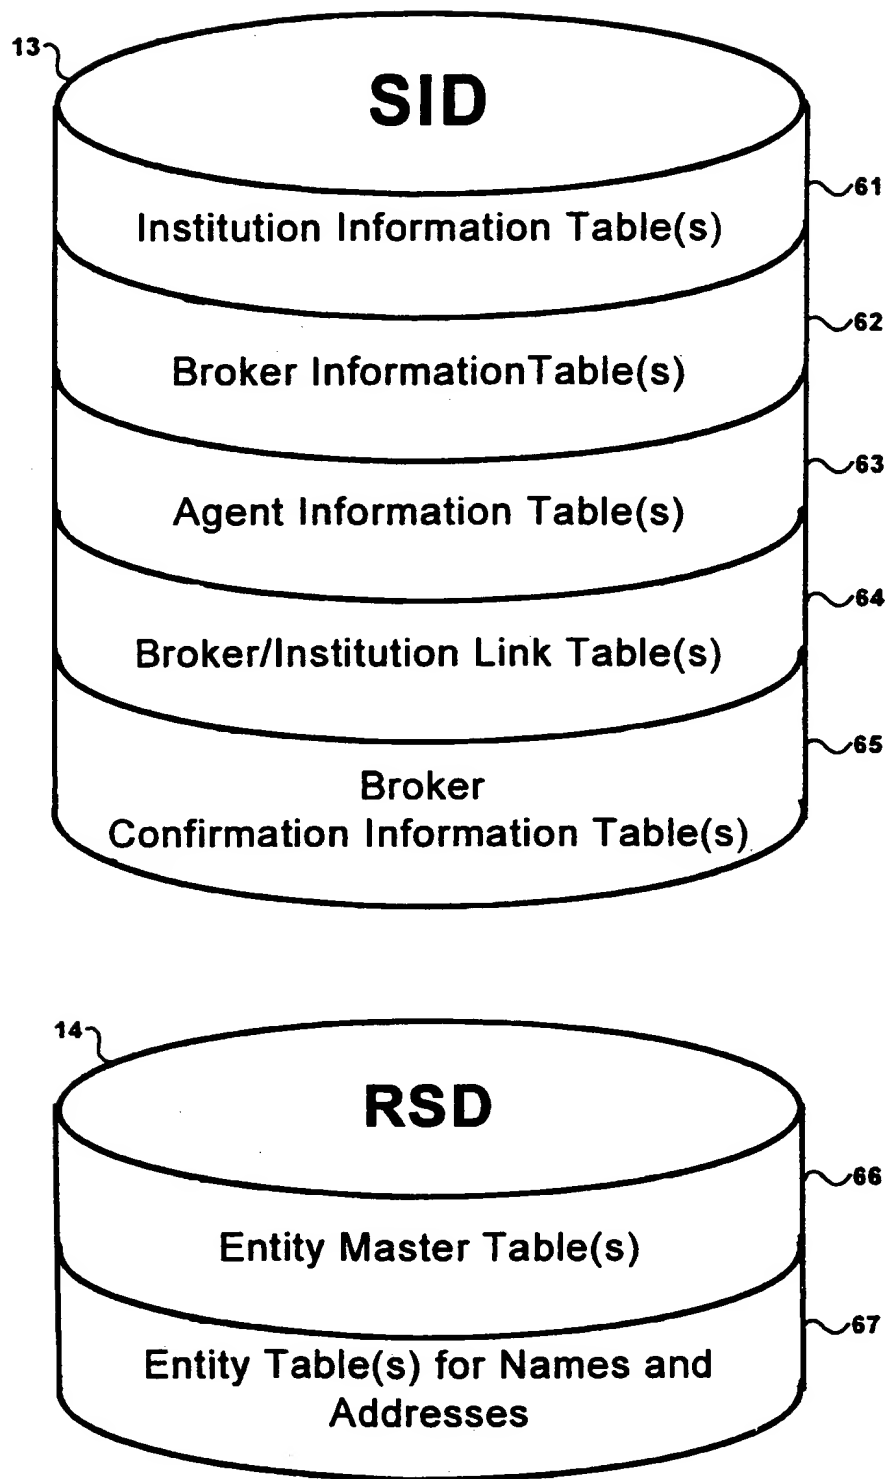 13
SID
61
Institution Information Table(s)
62
Broker InformationTable(s)
63
Agent Information Table(s)
64
Broker/Institution Link Table(s)
65
Broker
Confirmation Information Table(s)
14
RSD
66
Entity Master Table(s)
67
Entity Table(s) for Names and
Addresses